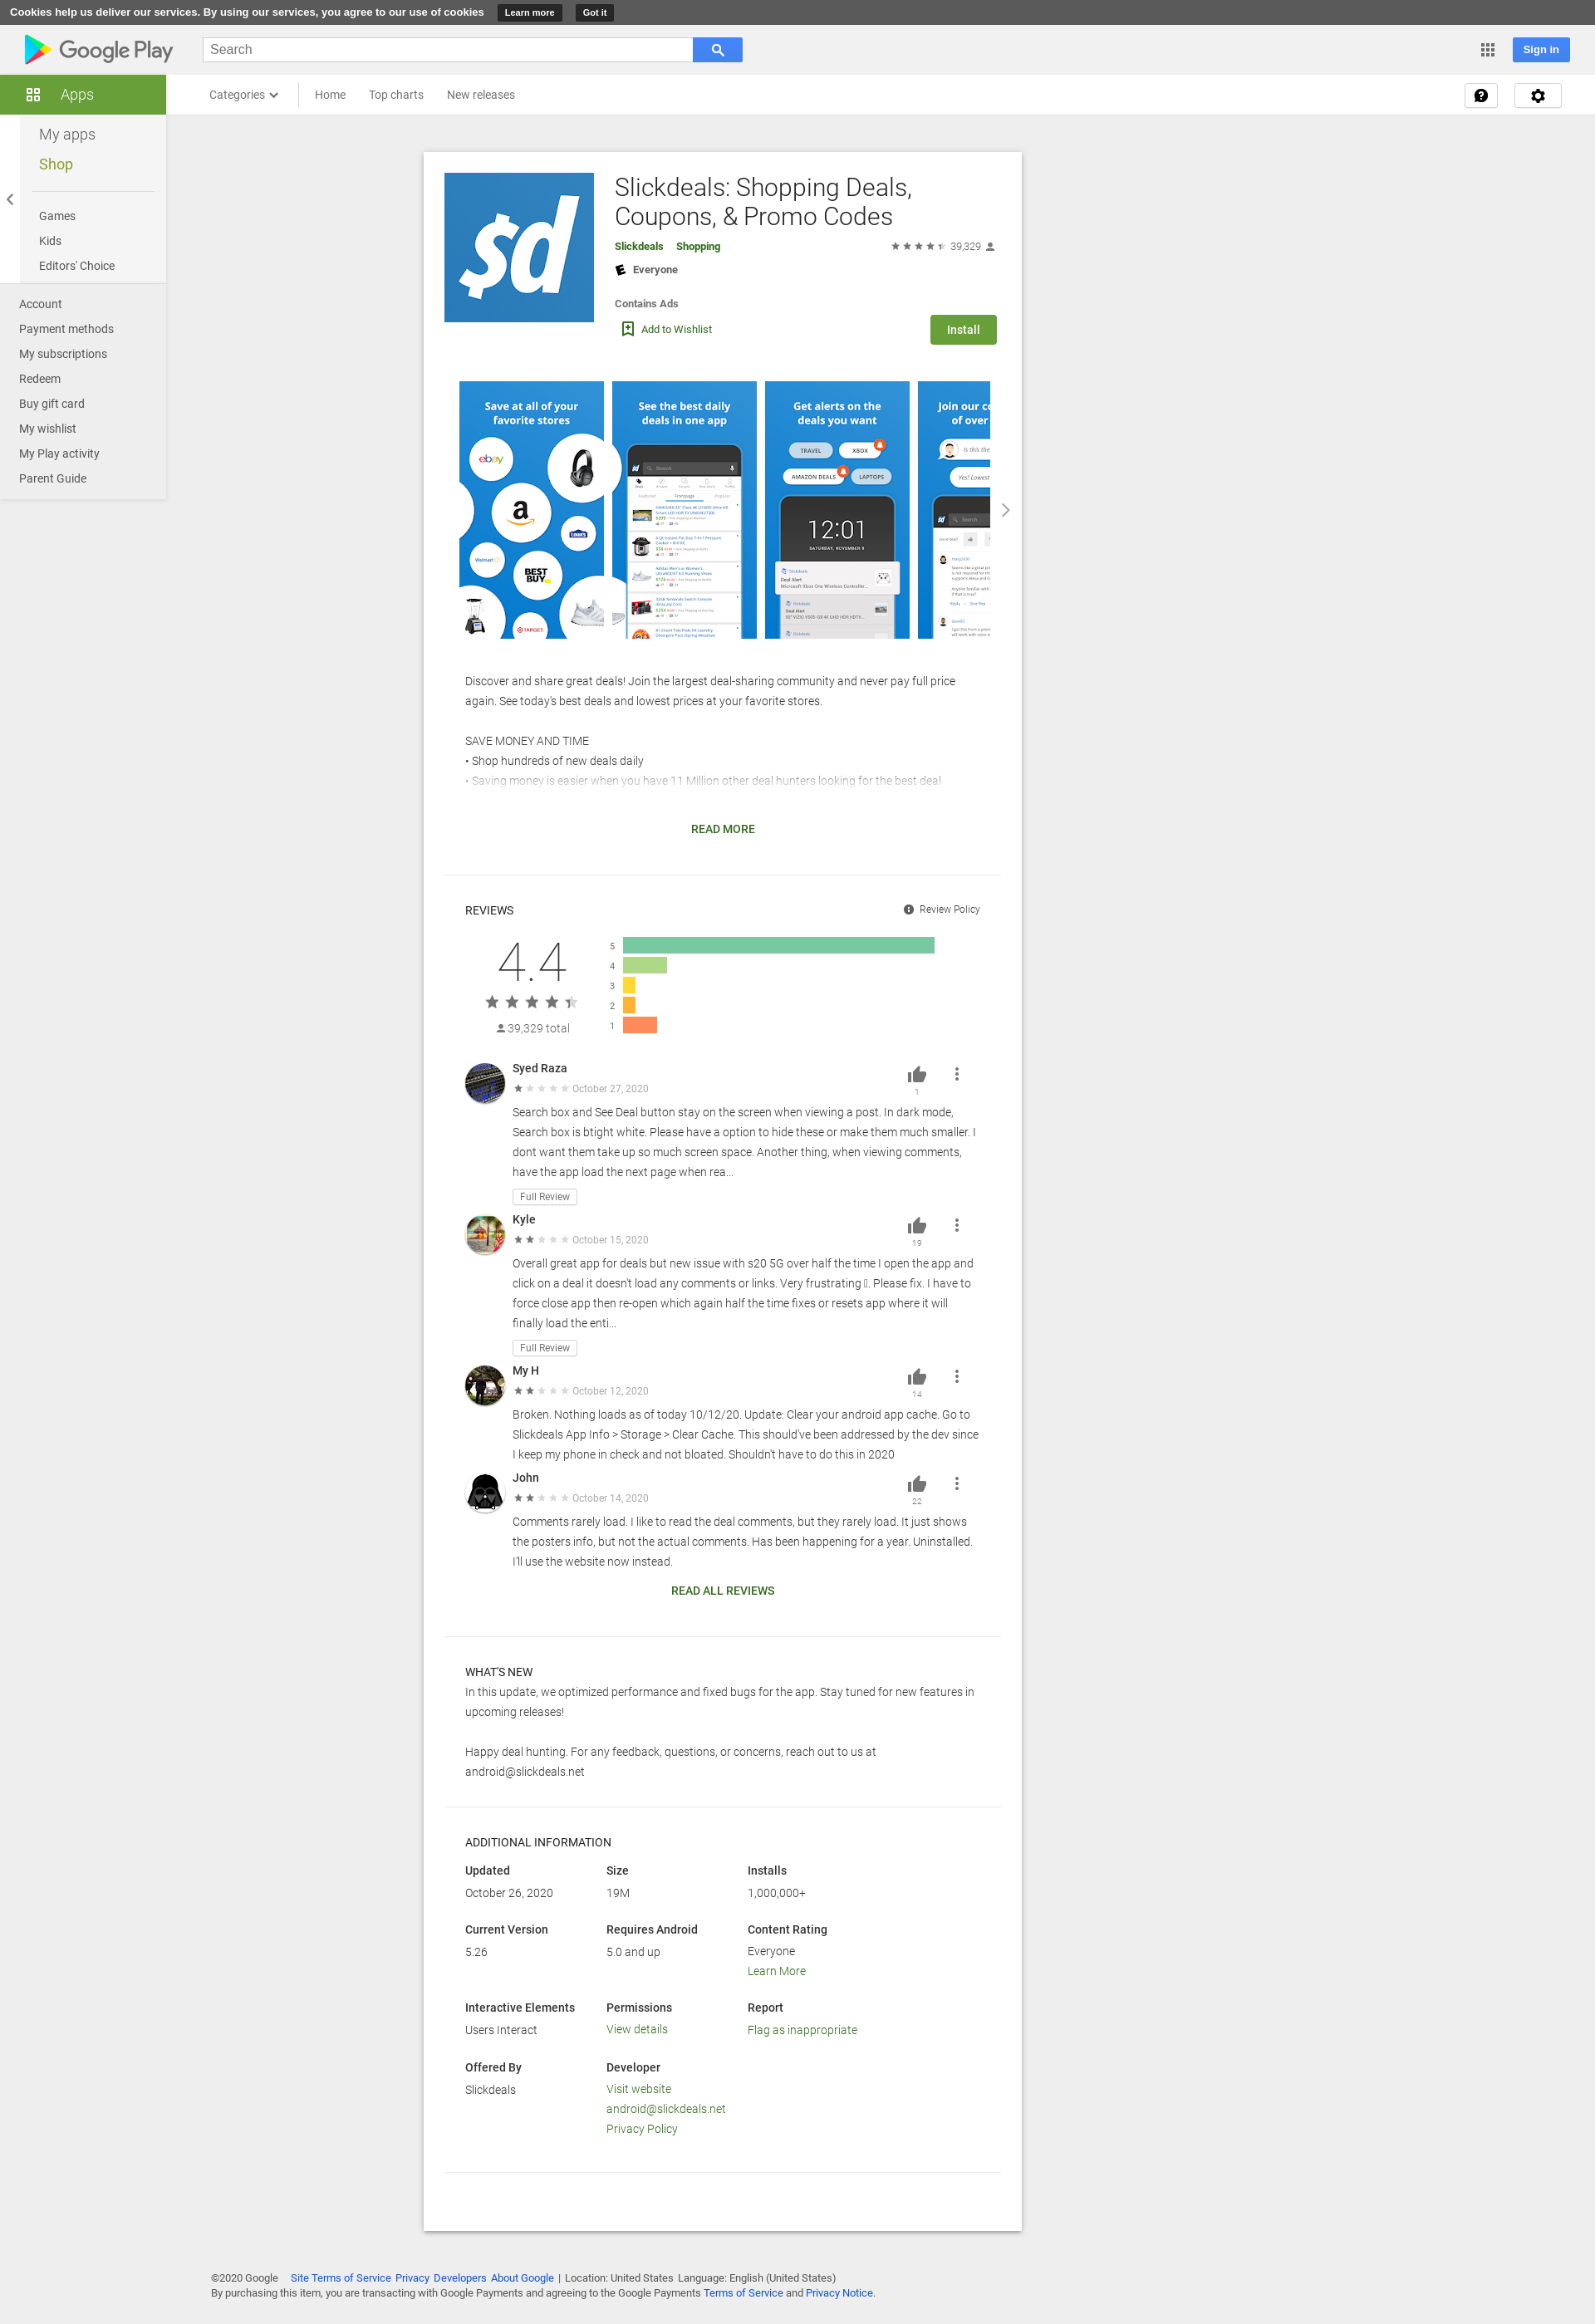 Cookies help us deliver our services. By using our services, you agree to our use of cookies Learn more Got it
Google Play
Search
Sign in
Apps
Categories
Home
Top charts
New releases
My apps
Shop
Games
Kids
Editors' Choice
Account
Payment methods
My subscriptions
Redeem
Buy gift card
My wishlist
My Play activity
Parent Guide
$d
Slickdeals: Shopping Deals,
Coupons, & Promo Codes
Slickdeals Shopping 39,329
E Everyone
Contains Ads
Add to Wishlist
Install
Save at all of your
favorite stores
ebay
a
Lowe's
Walmart
BEST
BUY
TARGET
See the best daily
deals in one app
Search
Featured Frontpage Popular
Get alerts on the
deals you want
TRAVEL
XBOX
AMAZON DEALS
LAPTOPS
12:01
SATURDAY, NOVEMBER 9
Slickdeals
Deal Alert
Microsoft Xbox One Wireless Controller...
Slickdeals
Deal Alert
Slickdeals
Join our co
of over
Is this the
Yes! Lowest
Search
Discover and share great deals! Join the largest deal-sharing community and never pay full price
again. See today's best deals and lowest prices at your favorite stores.
SAVE MONEY AND TIME
• Shop hundreds of new deals daily
• Saving money is easier when you have 11 Million other deal hunters looking for the best deal
READ MORE
REVIEWS
Review Policy
4.4
39,329 total
5
4
3
2
1
Syed Raza
October 27, 2020
1
Search box and See Deal button stay on the screen when viewing a post. In dark mode,
Search box is btight white. Please have a option to hide these or make them much smaller. I
dont want them take up so much screen space. Another thing, when viewing comments,
have the app load the next page when rea...
Full Review
Kyle
October 15, 2020
19
Overall great app for deals but new issue with s20 5G over half the time I open the app and
click on a deal it doesn't load any comments or links. Very frustrating ▯. Please fix. I have to
force close app then re-open which again half the time fixes or resets app where it will
finally load the enti...
Full Review
My H
October 12, 2020
14
Broken. Nothing loads as of today 10/12/20. Update: Clear your android app cache. Go to
Slickdeals App Info > Storage > Clear Cache. This should've been addressed by the dev since
I keep my phone in check and not bloated. Shouldn't have to do this in 2020
John
October 14, 2020
22
Comments rarely load. I like to read the deal comments, but they rarely load. It just shows
the posters info, but not the actual comments. Has been happening for a year. Uninstalled.
I'll use the website now instead.
READ ALL REVIEWS
WHAT'S NEW
In this update, we optimized performance and fixed bugs for the app. Stay tuned for new features in
upcoming releases!
Happy deal hunting. For any feedback, questions, or concerns, reach out to us at
android@slickdeals.net
ADDITIONAL INFORMATION
Updated Size Installs
October 26, 2020 19M 1,000,000+
Current Version Requires Android Content Rating
5.26 5.0 and up Everyone
Learn More
Interactive Elements Permissions Report
Users Interact View details Flag as inappropriate
Offered By Developer
Slickdeals Visit website
android@slickdeals.net
Privacy Policy
©2020 Google Site Terms of Service Privacy Developers About Google | Location: United States Language: English (United States)
By purchasing this item, you are transacting with Google Payments and agreeing to the Google Payments Terms of Service and Privacy Notice.